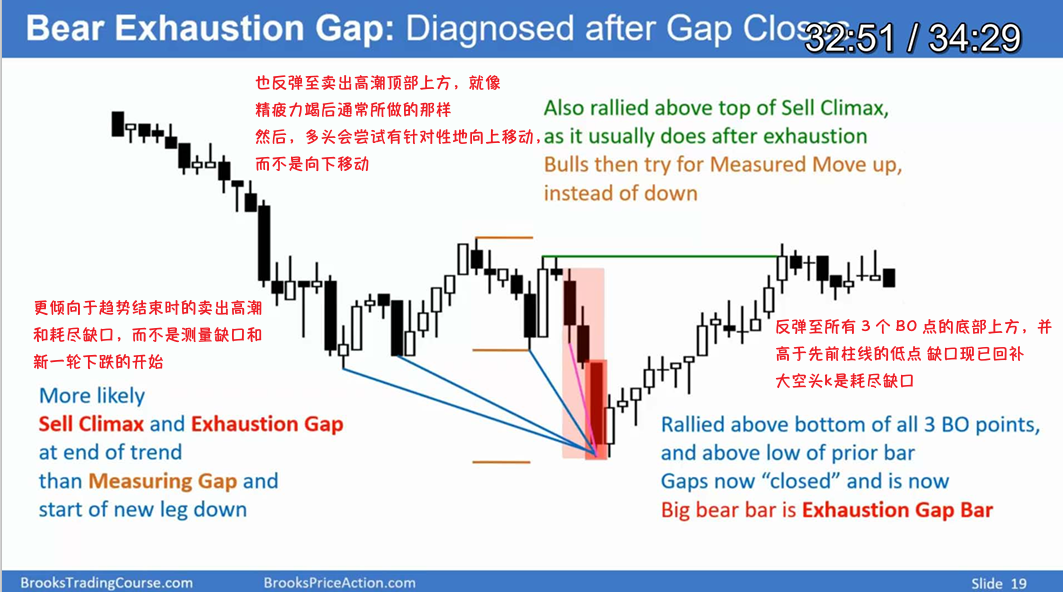 Bear Exhaustion Gap: Diagnosed after Gap Closes
32:51 / 34:29
也反弹至卖出高潮顶部上方，就像
精疲力竭后通常所做的那样
然后，多头会尝试有针对性地向上移动，
而不是向下移动
Also rallied above top of Sell Climax,
as it usually does after exhaustion
Bulls then try for Measured Move up,
instead of down
更倾向于趋势结束时的卖出高潮
和耗尽缺口，而不是测量缺口和
新一轮下跌的开始
More likely
Sell Climax and Exhaustion Gap
at end of trend
than Measuring Gap and
start of new leg down
反弹至所有 3 个 BO 点的底部上方，并
高于先前柱线的低点 缺口现已回补
大空头k是耗尽缺口
Rallied above bottom of all 3 BO points,
and above low of prior bar
Gaps now “closed” and is now
Big bear bar is Exhaustion Gap Bar
BrooksTradingCourse.com
BrooksPriceAction.com
Slide 19